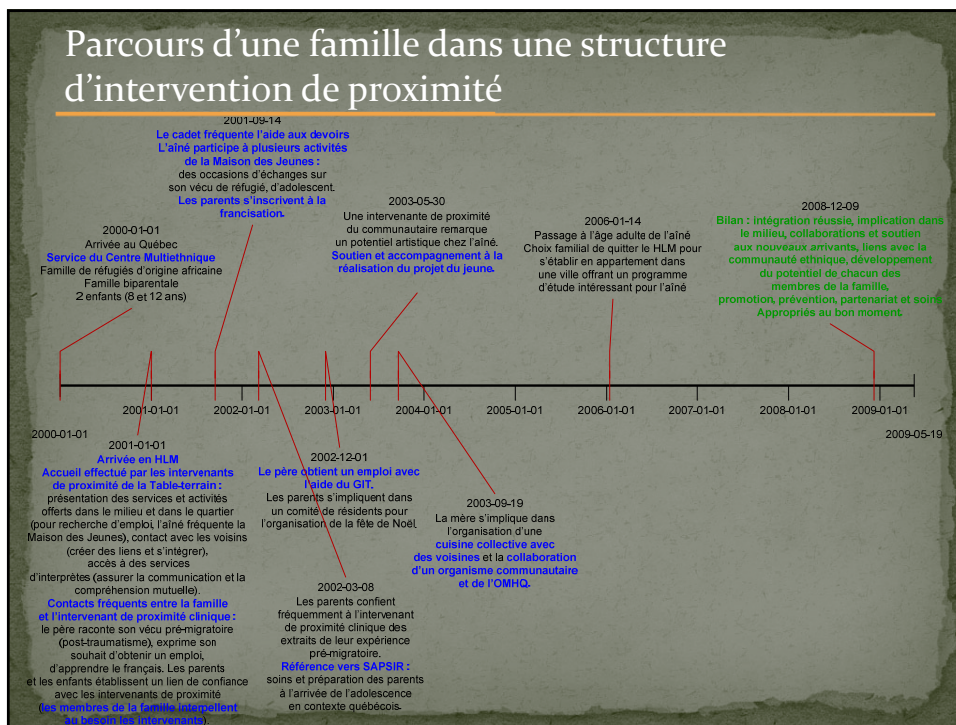 Parcours d'une famille dans une structure
d'intervention de proximité
2001-09-14
Le cadet fréquente l'aide aux devoirs
L'aîné participe à plusieurs activités
de la Maison des Jeunes :
des occasions d'échanges sur
son vécu de réfugié, d'adolescent.
Les parents s'inscrivent à la
francisation.
2000-01-01
Arrivée au Québec
Service du Centre Multiethnique
Famille de réfugiés d'origine africaine
Famille biparentale
2 enfants (8 et 12 ans)
2003-05-30
Une intervenante de proximité
du communautaire remarque
un potentiel artistique chez l'aîné.
Soutien et accompagnement à la
réalisation du projet du jeune.
2006-01-14
Passage à l'âge adulte de l'aîné
Choix familial de quitter le HLM pour
s'établir en appartement dans
une ville offrant un programme
d'étude intéressant pour l'aîné
2008-12-09
Bilan : intégration réussie, implication dans
le milieu, collaborations et soutien
aux nouveaux arrivants, liens avec la
communauté ethnique, développement
du potentiel de chacun des
membres de la famille,
promotion, prévention, partenariat et soins
Appropriés au bon moment.
2001-01-01 2002-01-01 2003-01-01 2004-01-01 2005-01-01 2006-01-01 2007-01-01 2008-01-01 2009-01-01
2000-01-01 2009-05-19
2001-01-01
Arrivée en HLM
Accueil effectué par les intervenants
de proximité de la Table-terrain :
présentation des services et activités
offerts dans le milieu et dans le quartier
(pour recherche d'emploi, l'aîné fréquente la
Maison des Jeunes), contact avec les voisins
(créer des liens et s'intégrer),
accès à des services
d'interprètes (assurer la communication et la
compréhension mutuelle).
Contacts fréquents entre la famille
et l'intervenant de proximité clinique :
le père raconte son vécu pré-migratoire
(post-traumatisme), exprime son
souhait d'obtenir un emploi,
d'apprendre le français. Les parents
et les enfants établissent un lien de confiance
avec les intervenants de proximité
(les membres de la famille interpellent
au besoin les intervenants).
2002-12-01
Le père obtient un emploi avec
l'aide du GIT.
Les parents s'impliquent dans
un comité de résidents pour
l'organisation de la fête de Noël.
2002-03-08
Les parents confient
fréquemment à l'intervenant
de proximité clinique des
extraits de leur expérience
pré-migratoire.
Référence vers SAPSIR :
soins et préparation des parents
à l'arrivée de l'adolescence
en contexte québécois.
2003-09-19
La mère s'implique dans
l'organisation d'une
cuisine collective avec
des voisines et la collaboration
d'un organisme communautaire
et de l'OMHQ.